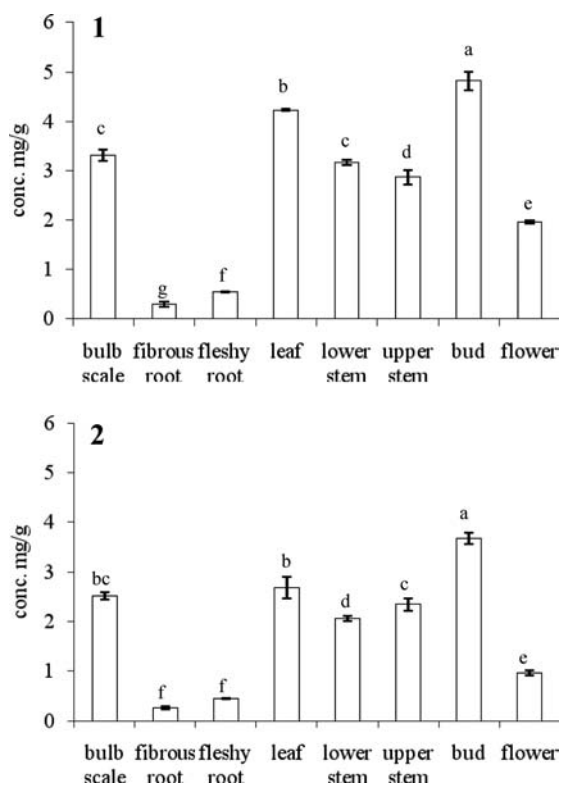 1
conc. mg/g
6
5
4
3
2
1
0
c
g
f
b
c
d
a
e
bulb scale
fibrous root
fleshy root
leaf
lower stem
upper stem
bud
flower
2
conc. mg/g
6
5
4
3
2
1
0
bc
f
f
b
d
c
a
e
bulb scale
fibrous root
fleshy root
leaf
lower stem
upper stem
bud
flower